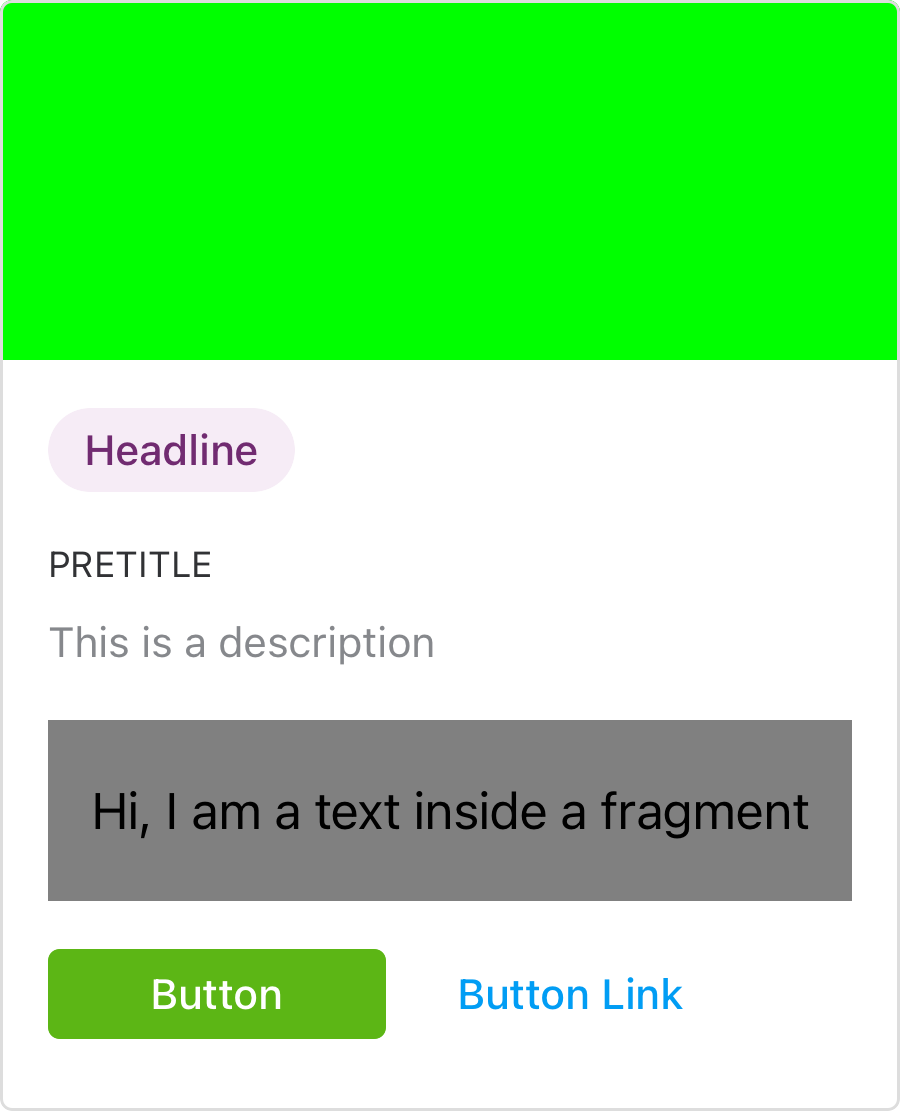 Headline
PRETITLE
This is a description
Hi, I am a text inside a fragment
Button
Button Link